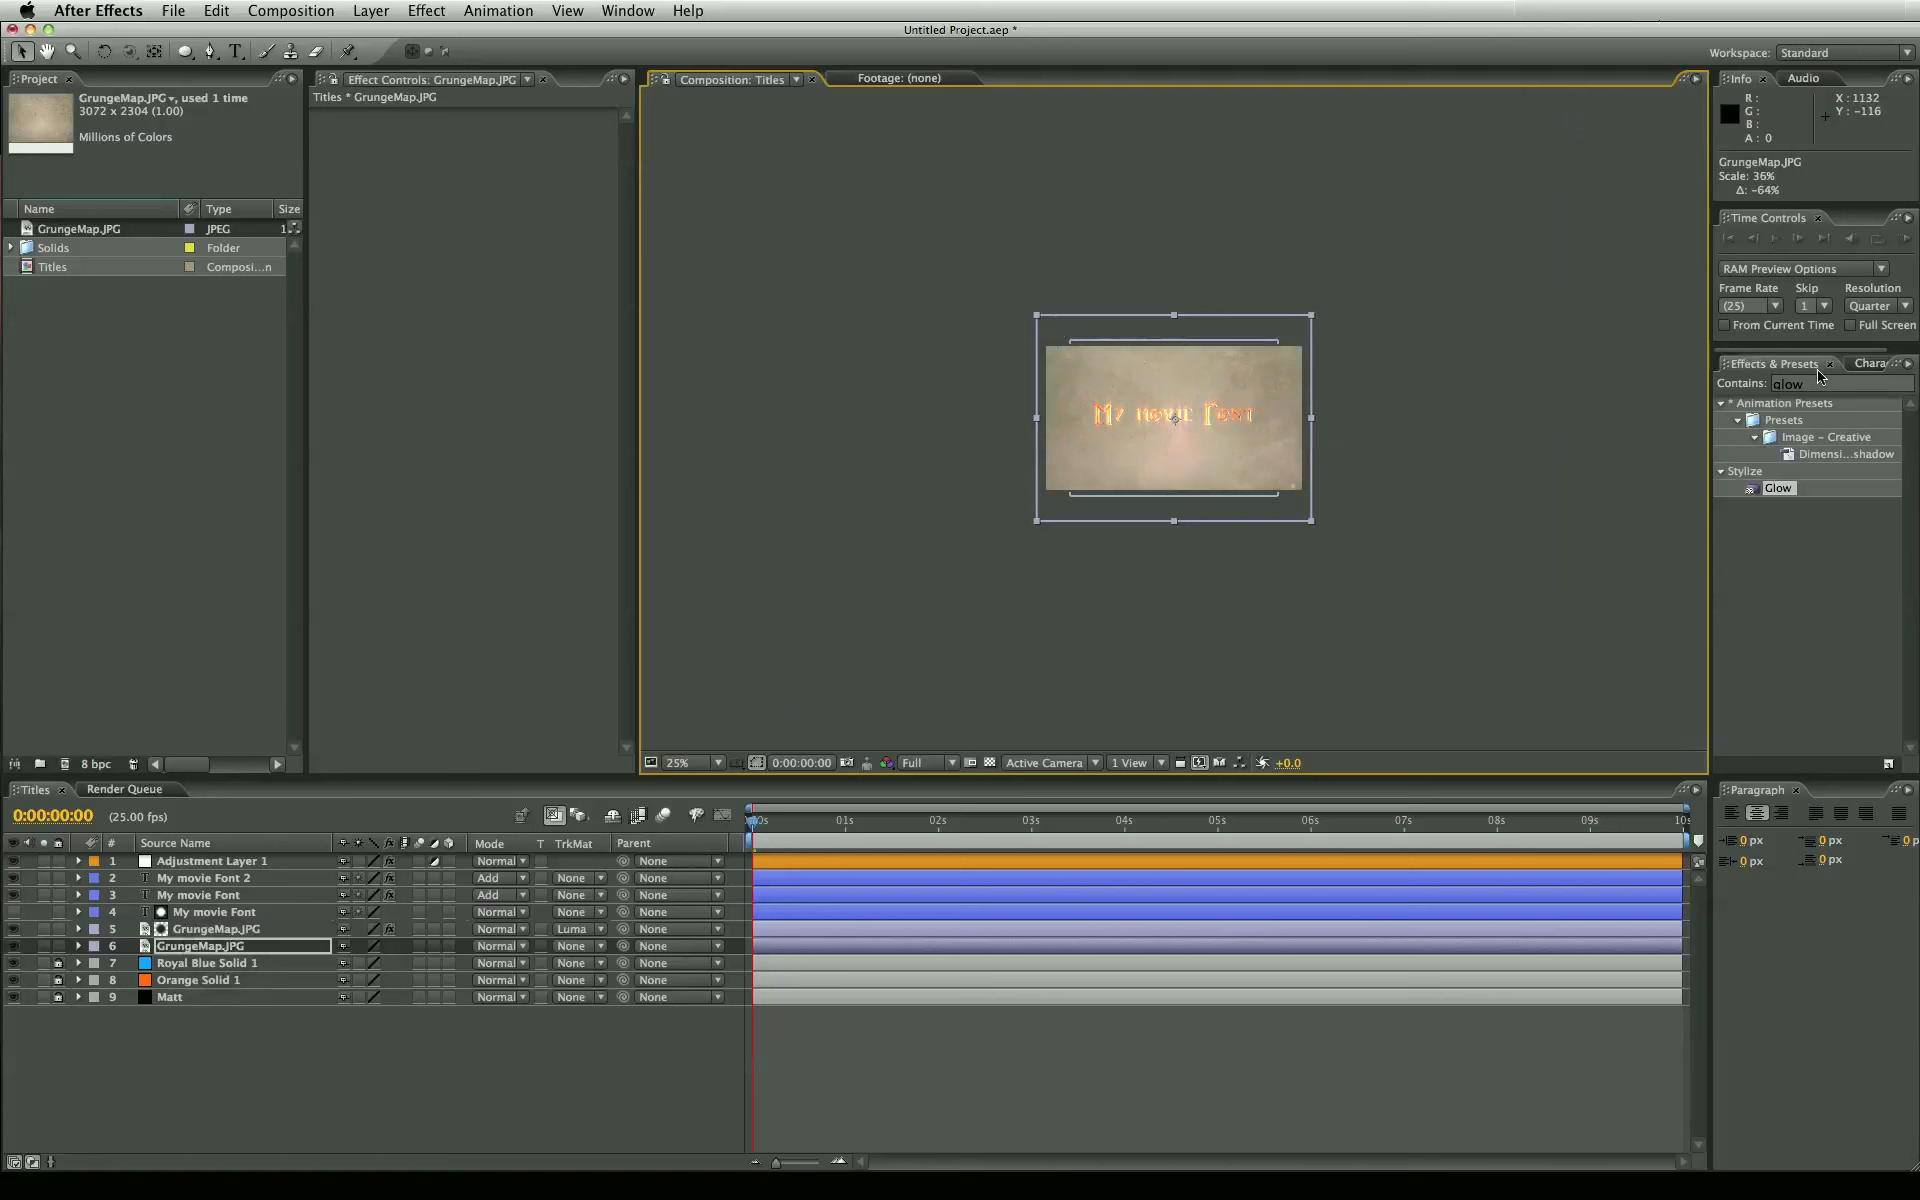 After Effects File Edit Composition Layer Effect Animation View Window Help
Untitled Project.aep *
Workspace: Standard
Project
GrungeMap.JPG, used 1 time
3072 x 2304 (1.00)
Millions of Colors
Name Type Size
GrungeMap.JPG JPEG 1
Solids Folder
Titles Composi...n
8 bpc
Effect Controls: GrungeMap.JPG
Titles * GrungeMap.JPG
Composition: Titles Footage: (none)
My movie Font
25% 0:00:00:00 Full Active Camera 1 View +0.0
Info Audio
R :
G :
B :
A : 0
X : 1132
Y : -116
GrungeMap.JPG
Scale: 36%
Δ: -64%
Time Controls
RAM Preview Options
Frame Rate Skip Resolution
(25) 1 Quarter
From Current Time Full Screen
Effects & Presets Chara
Contains: glow
* Animation Presets
Presets
Image – Creative
Dimensi...shadow
Stylize
Glow
Titles Render Queue
0:00:00:00 (25.00 fps)
# Source Name Mode T TrkMat Parent
1 Adjustment Layer 1 Normal None
2 My movie Font 2 Add None None
3 My movie Font Add None None
4 My movie Font Normal None None
5 GrungeMap.JPG Normal Luma None
6 GrungeMap.JPG Normal None None
7 Royal Blue Solid 1 Normal None None
8 Orange Solid 1 Normal None None
9 Matt Normal None None
01s 02s 03s 04s 05s 06s 07s 08s 09s 10s
Paragraph
0 px 0 px 0 p
0 px 0 px